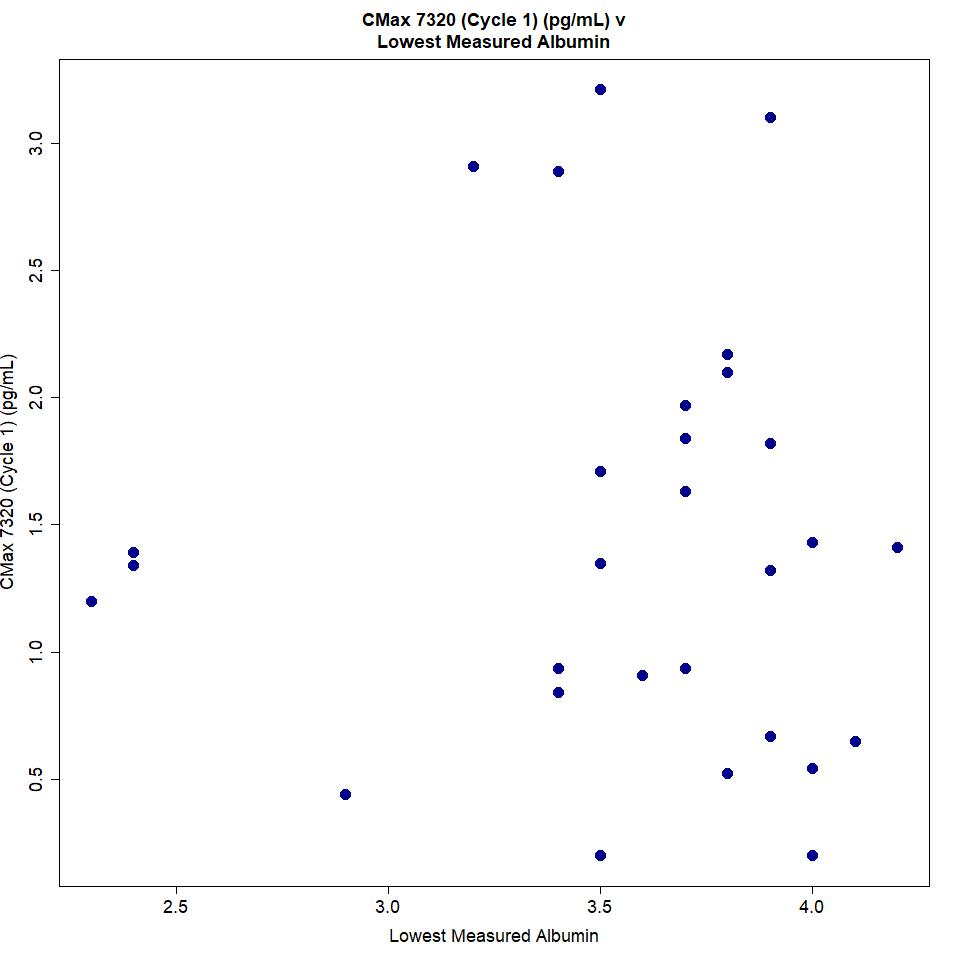 CMax 7320 (Cycle 1) (pg/mL) v
Lowest Measured Albumin
CMax 7320 (Cycle 1) (pg/mL)
3.0
2.5
2.0
1.5
1.0
0.5
2.5
3.0
3.5
4.0
Lowest Measured Albumin